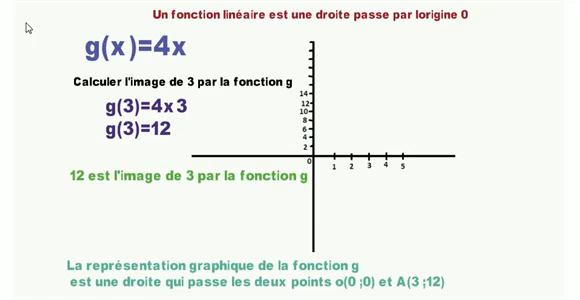 Un fonction linéaire est une droite passe par lorigine 0
g(x)=4x
Calculer l'image de 3 par la fonction g
g(3)=4x3
g(3)=12
12 est l'image de 3 par la fonction g
14
12
10
8
6
4
2
0
1 2 3 4 5
La représentation graphique de la fonction g
est une droite qui passe les deux points o(0 ;0) et A(3 ;12)